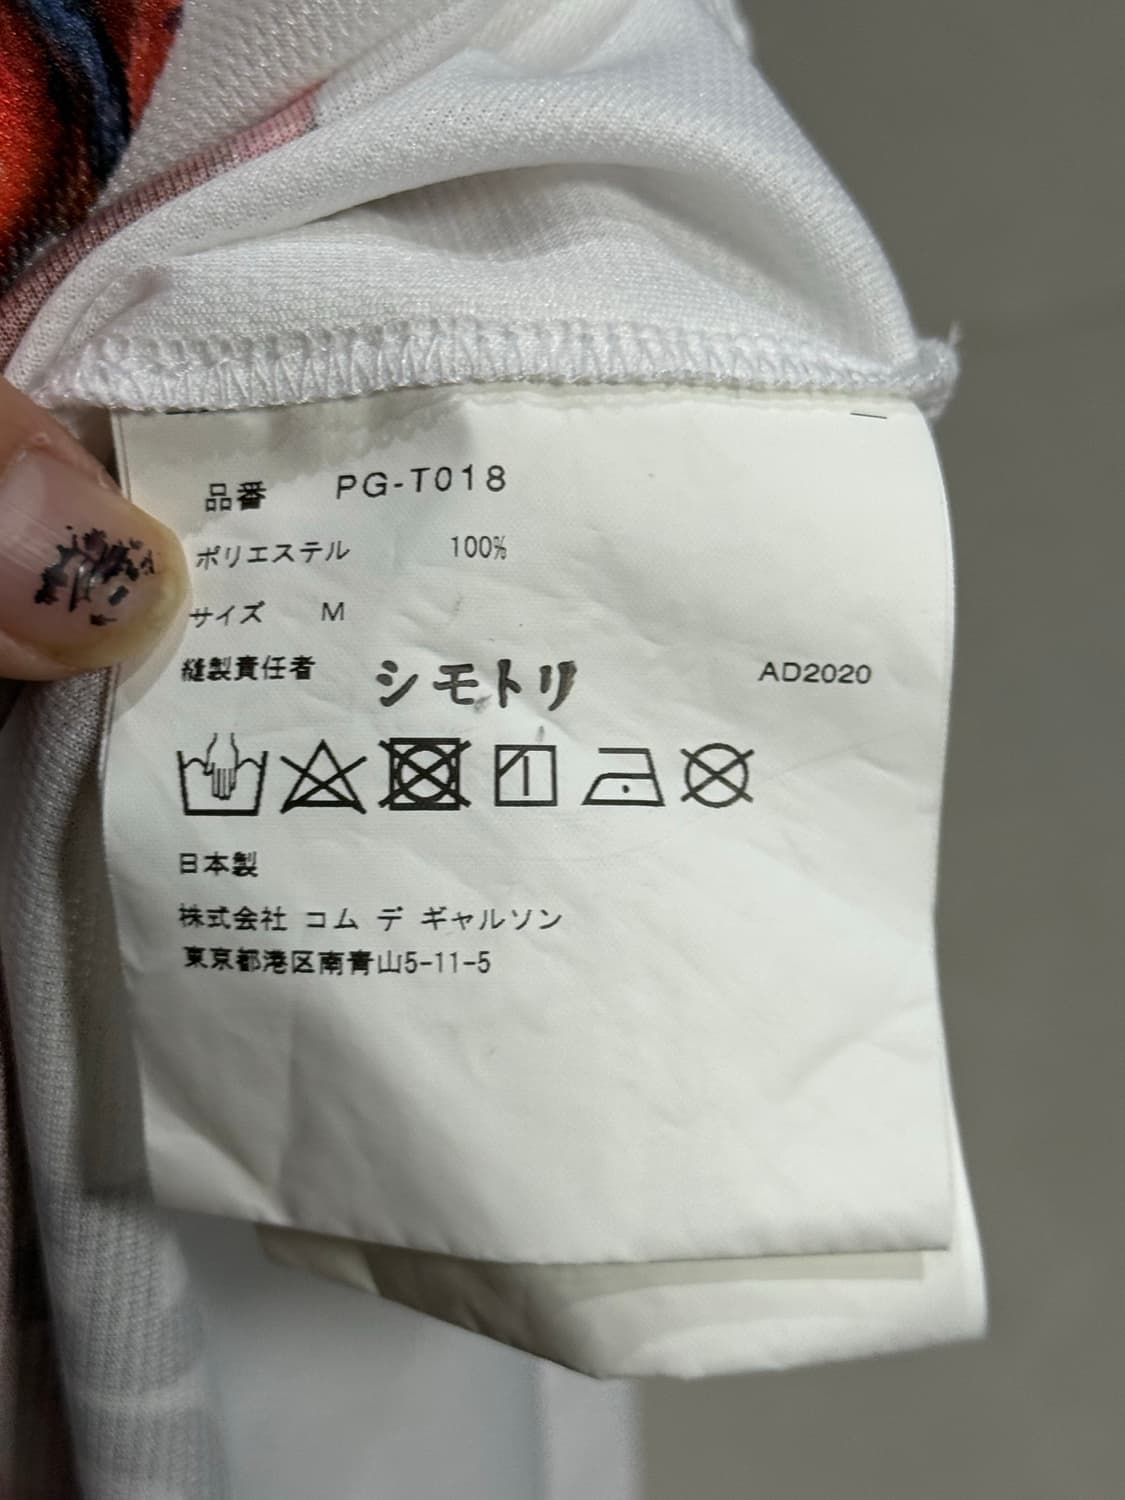 品番 PG-T018
ポリエステル 100%
サイズ M
縫製責任者 シモトリ AD2020
日本製
株式会社 コム デ ギャルソン
東京都港区南青山5-11-5